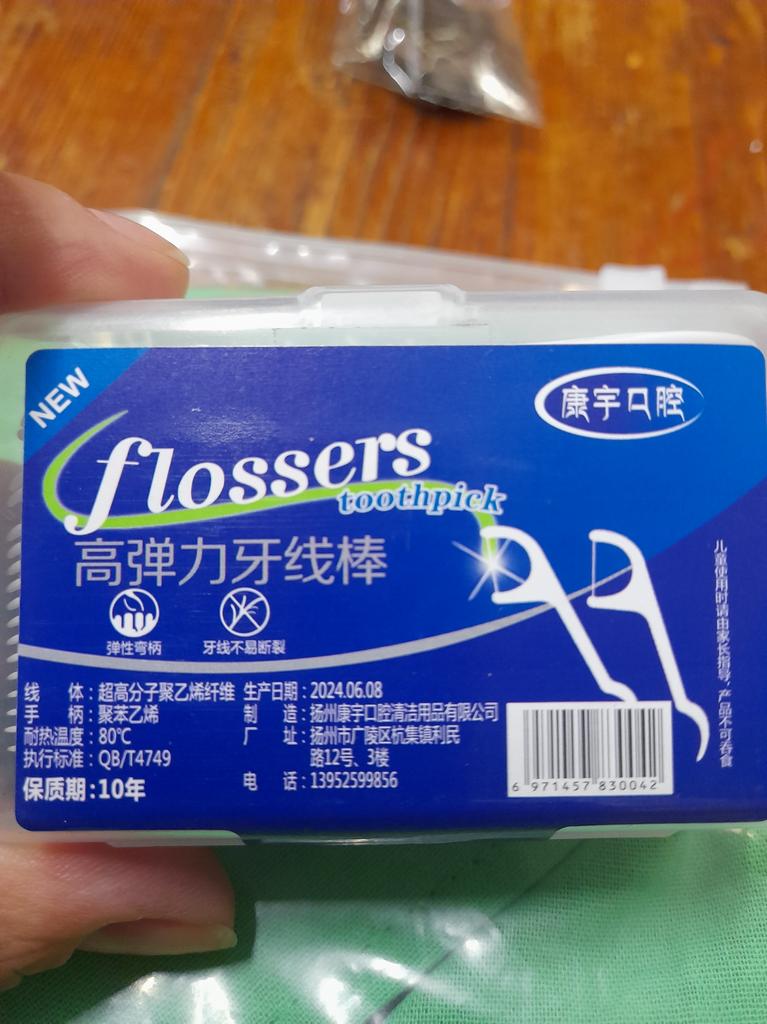 NEW
康宇口腔
flossers
toothpick
高弹力牙线棒
弹性弯柄
牙线不易断裂
儿童使用时请由家长指导，产品不可吞食
线 体：超高分子聚乙烯纤维
手 柄：聚苯乙烯
耐热温度：80℃
执行标准：QB/T4749
保质期：10年
生产日期：2024.06.08
制 造：扬州康宇口腔清洁用品有限公司
厂 址：扬州市广陵区杭集镇利民
路12号、3楼
电 话：13952599856
6 971457 830042